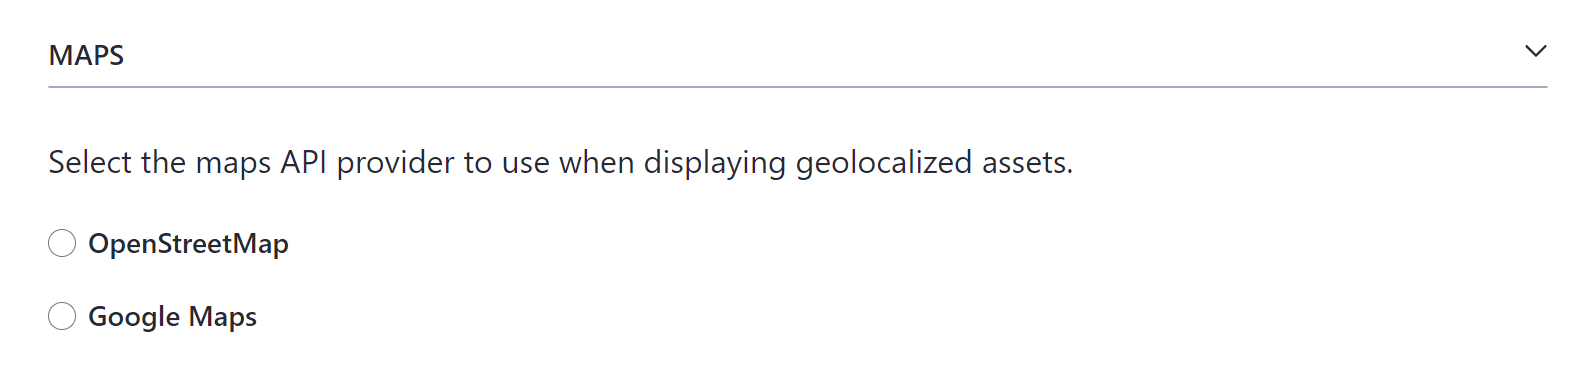 MAPS
Select the maps API provider to use when displaying geolocalized assets.
OpenStreetMap
Google Maps